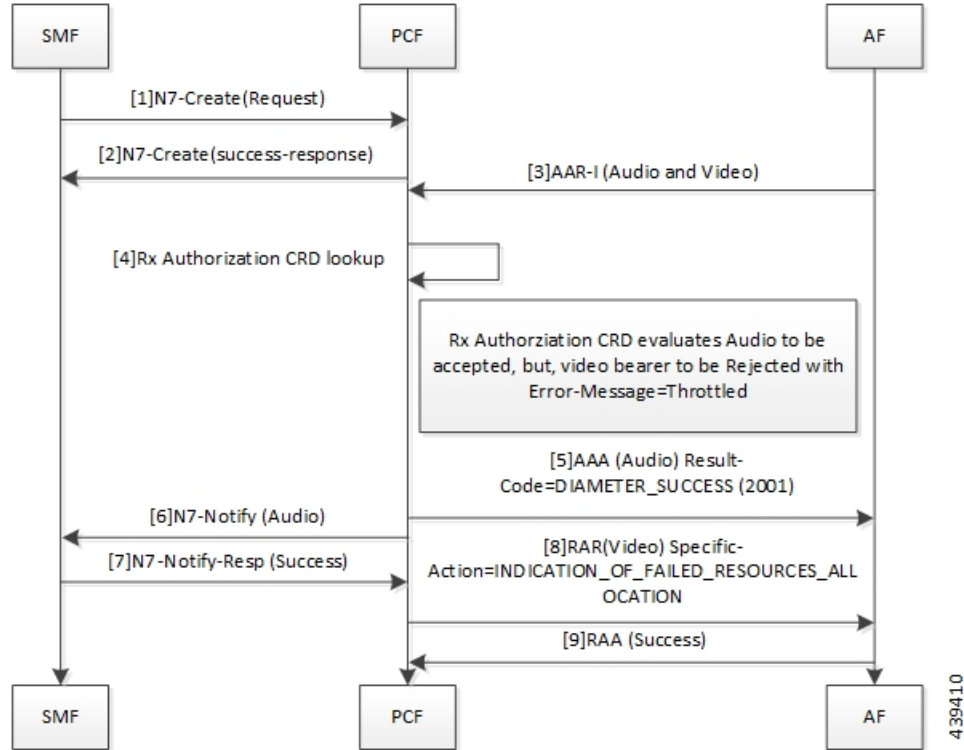 SMF
PCF
AF
[1]N7-Create(Request)
[2]N7-Create(success-response)
[3]AAR-I (Audio and Video)
[4]Rx Authorization CRD lookup
Rx Authorziation CRD evaluates Audio to be
accepted, but, video bearer to be Rejected with
Error-Message=Throttled
[5]AAA (Audio) Result-
Code=DIAMETER_SUCCESS (2001)
[6]N7-Notify (Audio)
[7]N7-Notify-Resp (Success)
[8]RAR(Video) Specific-
Action=INDICATION_OF_FAILED_RESOURCES_ALL
OCATION
[9]RAA (Success)
SMF
PCF
AF
439410